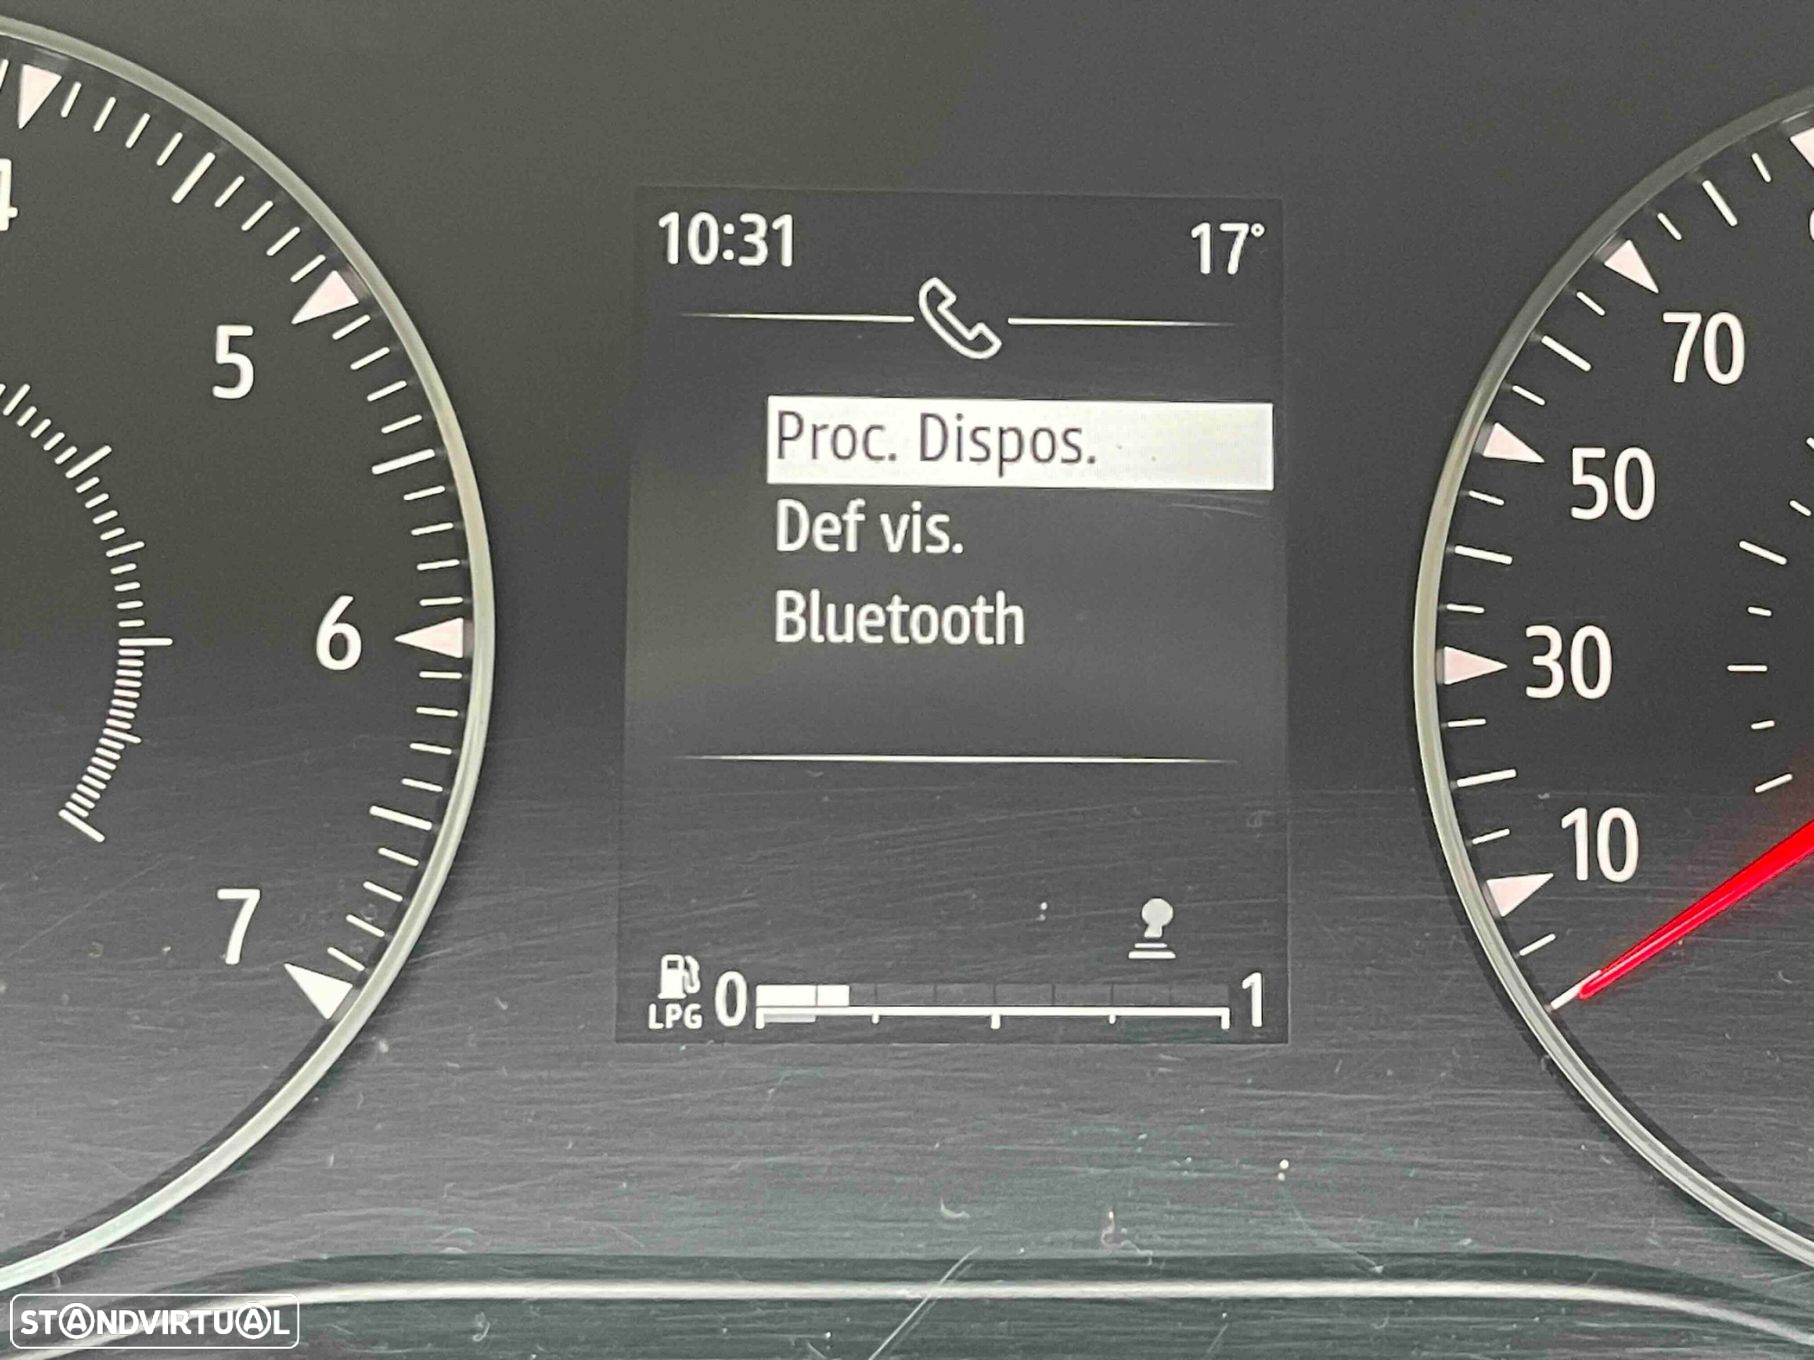 10:31 17°
Proc. Dispos.
Def vis.
Bluetooth
LPG 0 1
4
5
6
7
70
50
30
10
STANDVIRTUAL